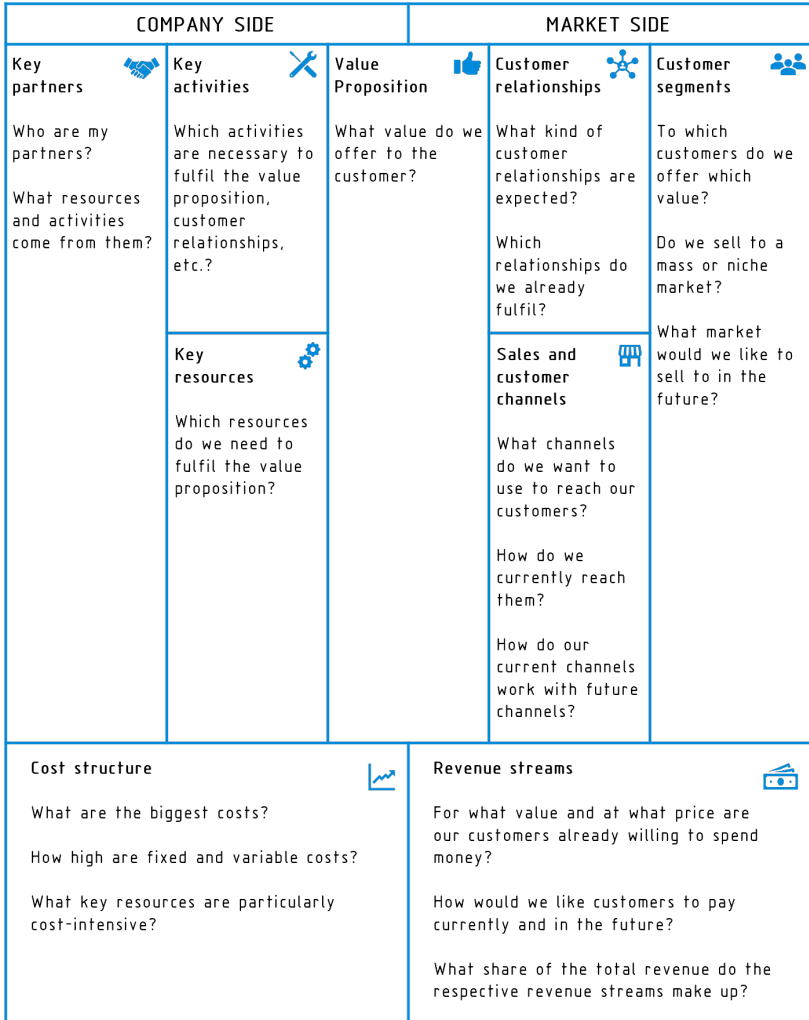 COMPANY SIDE
MARKET SIDE
Key
partners
Who are my
partners?
What resources
and activities
come from them?
Key
activities
Which activities
are necessary to
fulfil the value
proposition,
customer
relationships,
etc.?
Key
resources
Which resources
do we need to
fulfil the value
proposition?
Value
Proposition
What value do we
offer to the
customer?
Customer
relationships
What kind of
customer
relationships are
expected?
Which
relationships do
we already
fulfil?
Sales and
customer
channels
What channels
do we want to
use to reach our
customers?
How do we
currently reach
them?
How do our
current channels
work with future
channels?
Customer
segments
To which
customers do we
offer which
value?
Do we sell to a
mass or niche
market?
What market
would we like to
sell to in the
future?
Cost structure
What are the biggest costs?
How high are fixed and variable costs?
What key resources are particularly
cost-intensive?
Revenue streams
For what value and at what price are
our customers already willing to spend
money?
How would we like customers to pay
currently and in the future?
What share of the total revenue do the
respective revenue streams make up?